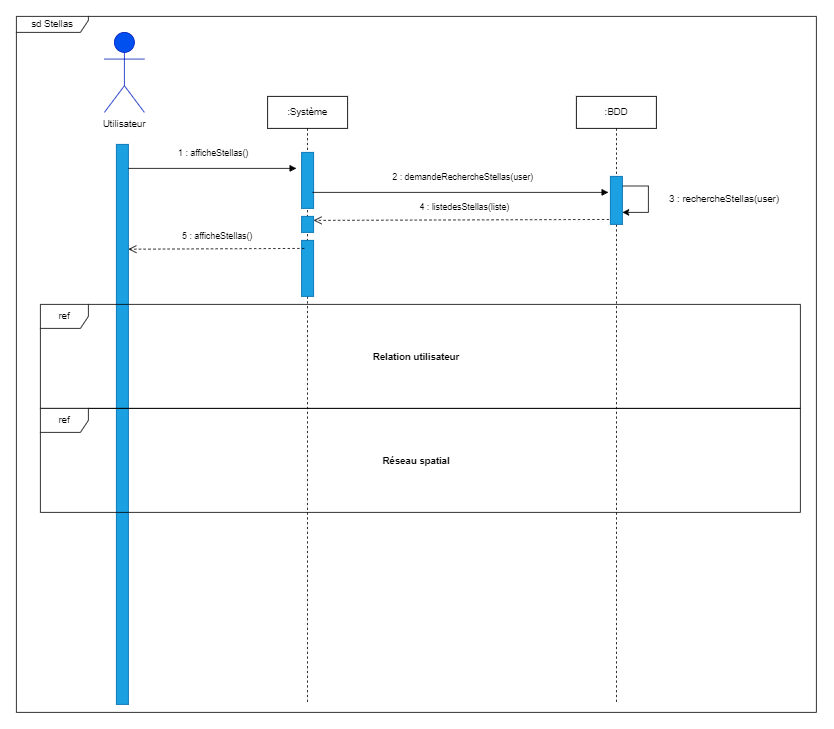 sd Stellas
Utilisateur
:Système
:BDD
1 : afficheStellas()
2 : demandeRechercheStellas(user)
3 : rechercheStellas(user)
4 : listedesStellas(liste)
5 : afficheStellas()
ref
Relation utilisateur
ref
Réseau spatial